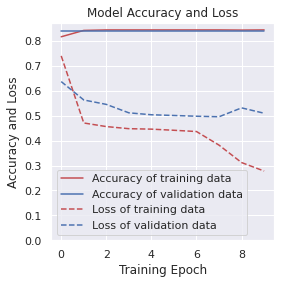 Model Accuracy and Loss
Accuracy and Loss
0.8
0.7
0.6
0.5
0.4
0.3
0.2
0.1
0.0
Accuracy of training data
Accuracy of validation data
Loss of training data
Loss of validation data
0 2 4 6 8
Training Epoch